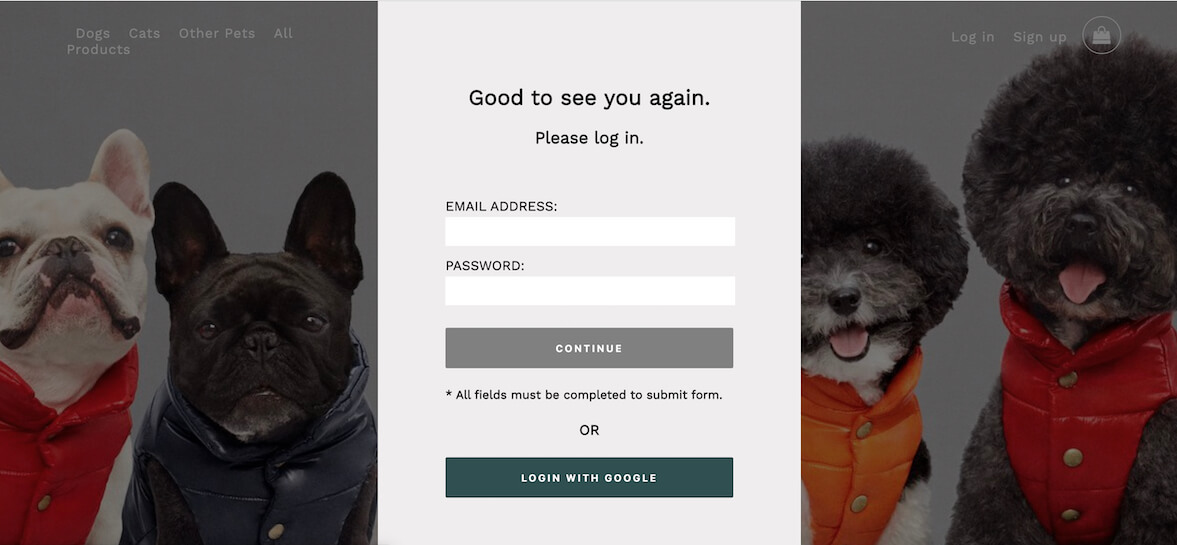 Dogs Cats Other Pets All
Products
Log in Sign up
Good to see you again.
Please log in.
EMAIL ADDRESS:
PASSWORD:
CONTINUE
* All fields must be completed to submit form.
OR
LOGIN WITH GOOGLE